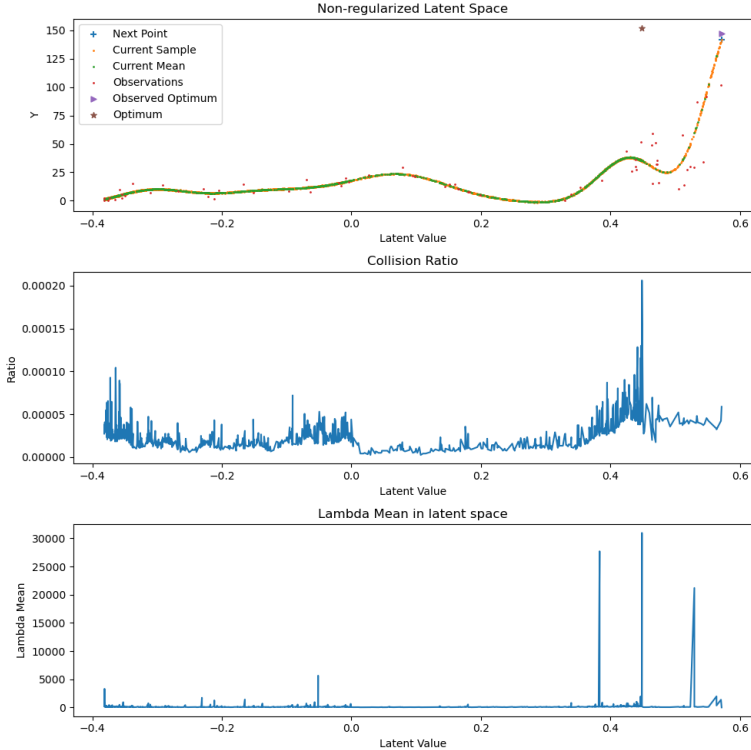 Non-regularized Latent Space
Y
150
125
100
75
50
25
0
Next Point
Current Sample
Current Mean
Observations
Observed Optimum
Optimum
−0.4 −0.2 0.0 0.2 0.4 0.6
Latent Value
Collision Ratio
Ratio
0.00020
0.00015
0.00010
0.00005
0.00000
−0.4 −0.2 0.0 0.2 0.4 0.6
Latent Value
Lambda Mean in latent space
Lambda Mean
30000
25000
20000
15000
10000
5000
0
−0.4 −0.2 0.0 0.2 0.4 0.6
Latent Value